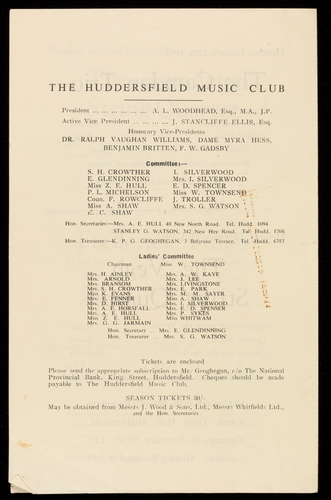 THE HUDDERSFIELD MUSIC CLUB
President ... ... ... ... ... ... A. L. WOODHEAD, Esq., M.A., J.P.
Active Vice President ... ... ... ... J. STANCLIFFE ELLIS, Esq.
Honorary Vice-Presidents
DR. RALPH VAUGHAN WILLIAMS, DAME MYRA HESS,
BENJAMIN BRITTEN, F. W. GADSBY
Committee:—
S. H. CROWTHER
E. GLENDINNING
Miss Z. E. HULL
P. L. MICHELSON
Coun. F. ROWCLIFFE
Miss A. SHAW
C. SHAW
I. SILVERWOOD
Mrs. I. SILVERWOOD
E. D. SPENCER
Miss W. TOWNSEND
J. TROLLER
Mrs. S. G. WATSON
Hon. Secretaries—Mrs. A. E. HULL 48 New North Road. Tel. Hudd. 1094
STANLEY G. WATSON, 342 New Hey Road. Tel. Hudd. 1706
Hon. Treasurer—K. P. G. GEOGHEGAN, 3 Belgrave Terrace. Tel. Hudd. 6787
Ladies' Committee
Chairman Miss W. TOWNSEND
Mrs. H. AINLEY
Mrs. ARNOLD
Mrs. BRANSOM
Mrs. S. H. CROWTHER
Miss K. EVANS
Mrs. E. FENNER
Mrs. D. HIRST
Mrs. A. E. HORSFALL
Mrs. A. E. HULL
Miss Z. E. HULL
Mrs. G. G. JARMAIN
Mrs. A. W. KAYE
Mrs. J. LEE
Mrs. LIVINGSTONE
Mrs. E. PARK
Mrs. M. M. SAYER
Miss A. SHAW
Mrs. I. SILVERWOOD
Mrs. E. D. SPENSER
Mrs. P. SYKES
Miss WHITWAM
Hon. Secretary Mrs. E. GLENDINNING
Hon. Treasurer Mrs. S. G. WATSON
Tickets are enclosed
Please send the appropriate subscription to Mr. Geoghegan, c/o The National
Provincial Bank, King Street, Huddersfield. Cheques should be made
payable to The Huddersfield Music Club.
SEASON TICKETS 30/-
May be obtained from Messrs J. Wood & Sons, Ltd., Messrs Whitfields Ltd.,
and the Hon. Secretaries